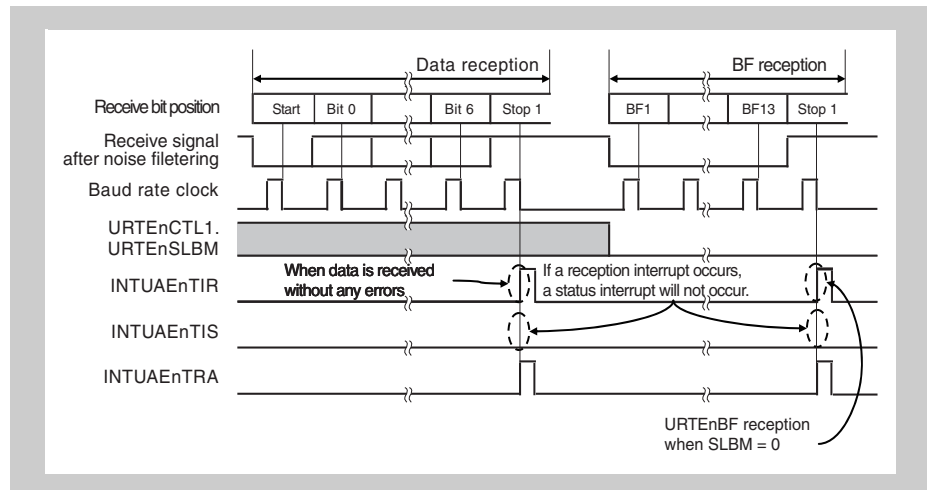 Data reception
BF reception
Receive bit position
Start
Bit 0
Bit 6
Stop 1
BF1
BF13
Stop 1
Receive signal
after noise filetering
Baud rate clock
URTEnCTL1.
URTEnSLBM
INTUAEnTIR
When data is received
without any errors
If a reception interrupt occurs,
a status interrupt will not occur.
INTUAEnTIS
INTUAEnTRA
URTEnBF reception
when SLBM = 0